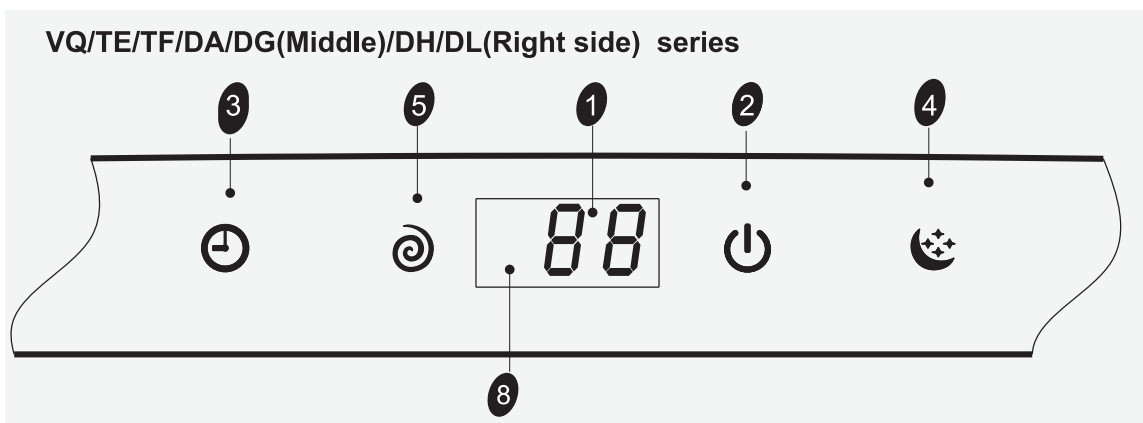 VQ/TE/TF/DA/DG(Middle)/DH/DL(Right side) series
3 5 1 2 4
88
8